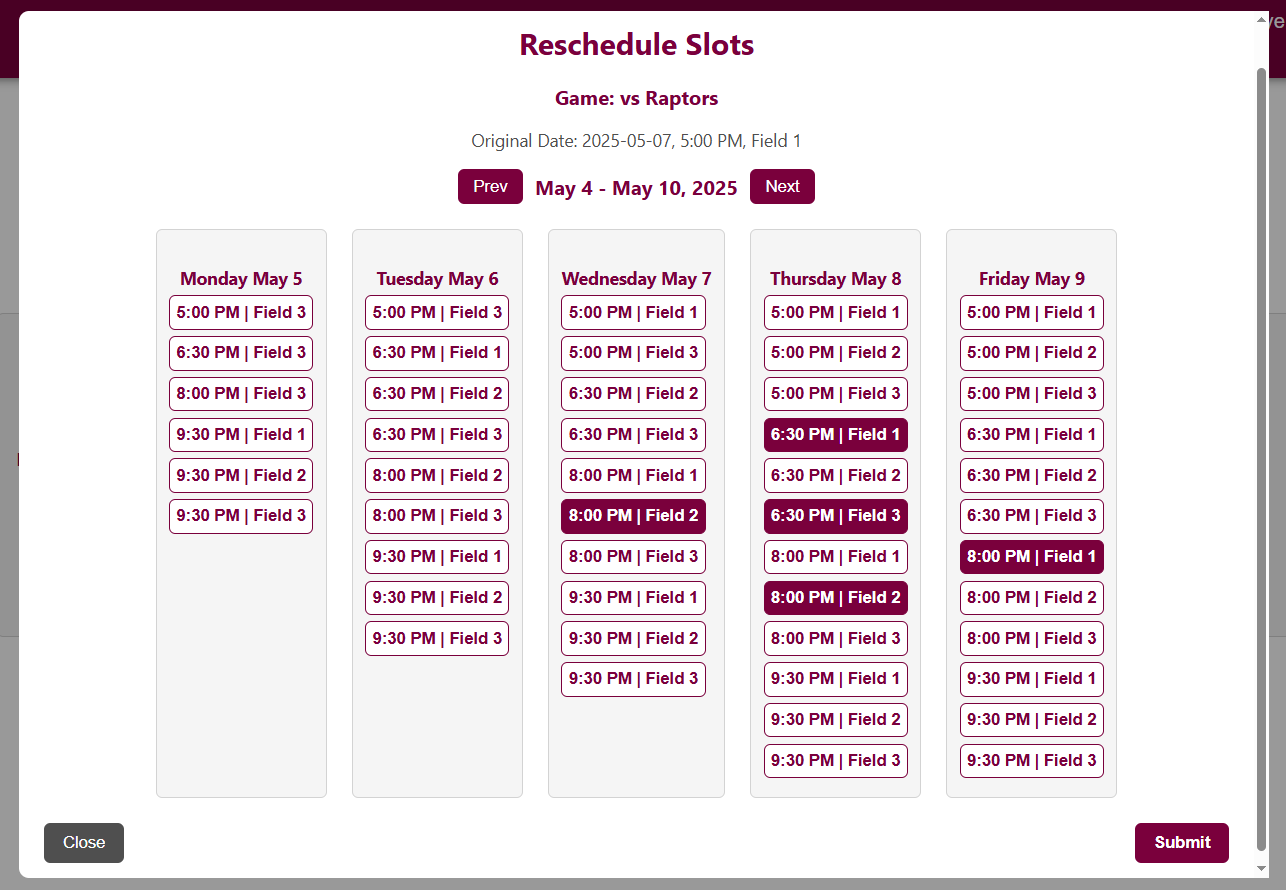 ve
Reschedule Slots
Game: vs Raptors
Original Date: 2025-05-07, 5:00 PM, Field 1
Prev May 4 - May 10, 2025 Next
Monday May 5
5:00 PM | Field 3
6:30 PM | Field 3
8:00 PM | Field 3
9:30 PM | Field 1
9:30 PM | Field 2
9:30 PM | Field 3
Tuesday May 6
5:00 PM | Field 3
6:30 PM | Field 1
6:30 PM | Field 2
6:30 PM | Field 3
8:00 PM | Field 2
8:00 PM | Field 3
9:30 PM | Field 1
9:30 PM | Field 2
9:30 PM | Field 3
Wednesday May 7
5:00 PM | Field 1
5:00 PM | Field 3
6:30 PM | Field 2
6:30 PM | Field 3
8:00 PM | Field 1
8:00 PM | Field 2
8:00 PM | Field 3
9:30 PM | Field 1
9:30 PM | Field 2
9:30 PM | Field 3
Thursday May 8
5:00 PM | Field 1
5:00 PM | Field 2
5:00 PM | Field 3
6:30 PM | Field 1
6:30 PM | Field 2
6:30 PM | Field 3
8:00 PM | Field 1
8:00 PM | Field 2
8:00 PM | Field 3
9:30 PM | Field 1
9:30 PM | Field 2
9:30 PM | Field 3
Friday May 9
5:00 PM | Field 1
5:00 PM | Field 2
5:00 PM | Field 3
6:30 PM | Field 1
6:30 PM | Field 2
6:30 PM | Field 3
8:00 PM | Field 1
8:00 PM | Field 2
8:00 PM | Field 3
9:30 PM | Field 1
9:30 PM | Field 2
9:30 PM | Field 3
Close
Submit